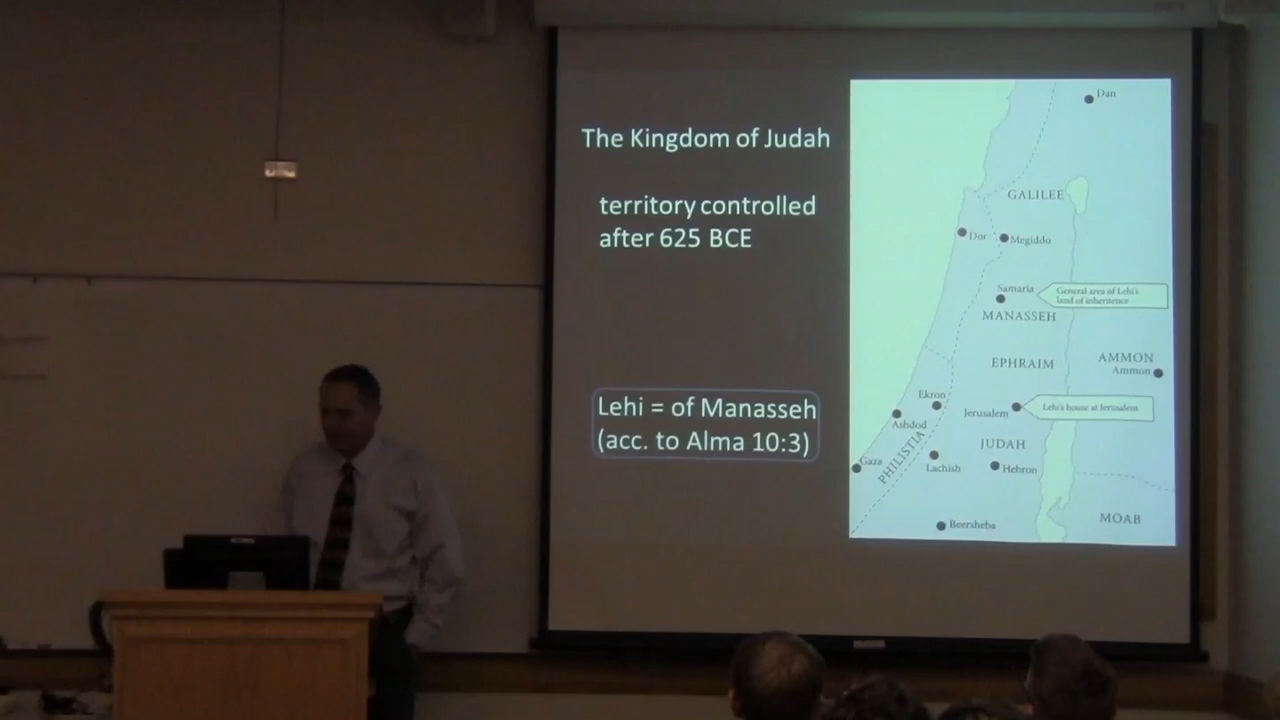 The Kingdom of Judah
territory controlled
after 625 BCE
Lehi = of Manasseh
(acc. to Alma 10:3)
Dan
GALILEE
Dor
Megiddo
Samaria
General area of Lehi's
land of inheritence
MANASSEH
EPHRAIM
AMMON
Ammon
Ekron
Jerusalem
Lehi's house at Jerusalem
Ashdod
JUDAH
Gaza
PHILISTIA
Lachish
Hebron
MOAB
Beersheba